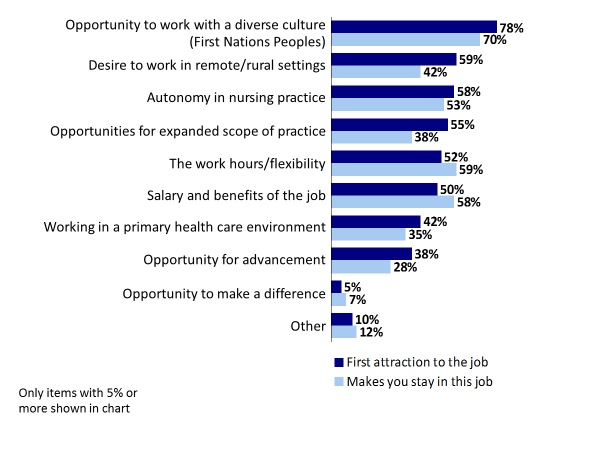 Opportunity to work with a diverse culture
(First Nations Peoples)
78%
70%
Desire to work in remote/rural settings
59%
42%
Autonomy in nursing practice
58%
53%
Opportunities for expanded scope of practice
55%
38%
The work hours/flexibility
52%
59%
Salary and benefits of the job
50%
58%
Working in a primary health care environment
42%
35%
Opportunity for advancement
38%
28%
Opportunity to make a difference
5%
7%
Other
10%
12%
First attraction to the job
Makes you stay in this job
Only items with 5% or
more shown in chart